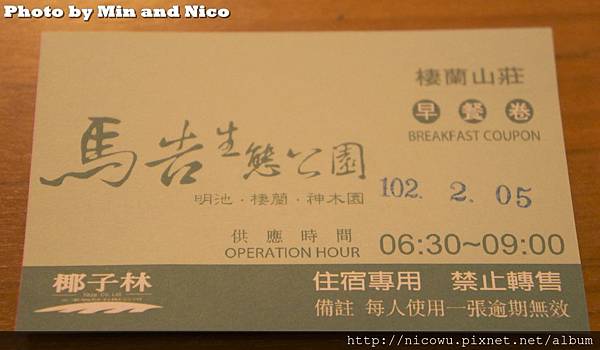 Photo by Min and Nico
棲蘭山莊
早餐卷
BREAKFAST COUPON
馬告生態公園
明池·棲蘭·神木園
102. 2. 05
供應時間
OPERATION HOUR 06:30~09:00
椰子林
住宿專用 禁止轉售
備註 每人使用一張逾期無效
http://nicowu.pixnet.net/album